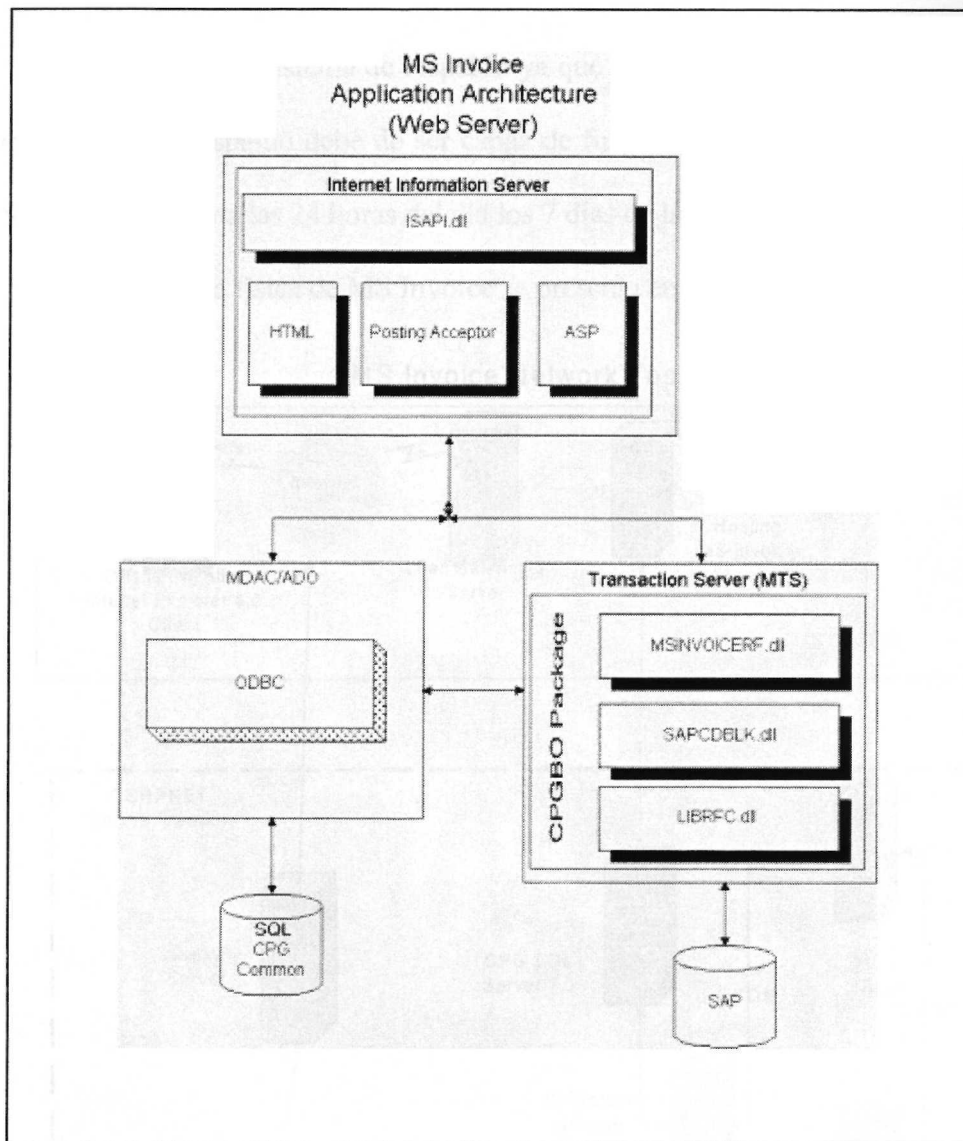 MS Invoice
Application Architecture
(Web Server)
Internet Information Server
ISAPI.dll
HTML
Posting Acceptor
ASP
MDAC/ADO
ODBC
Transaction Server (MTS)
CPGBO Package
MSINVOICERF.dll
SAPCDBLK.dll
LIBRFC.dll
SQL
CPG
Common
SAP